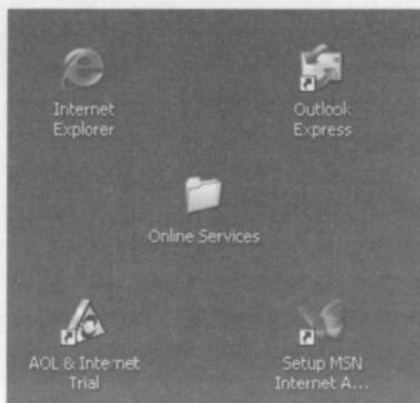 Internet
Explorer
Outlook
Express
Online Services
AOL & Internet
Trial
Setup MSN
Internet A...